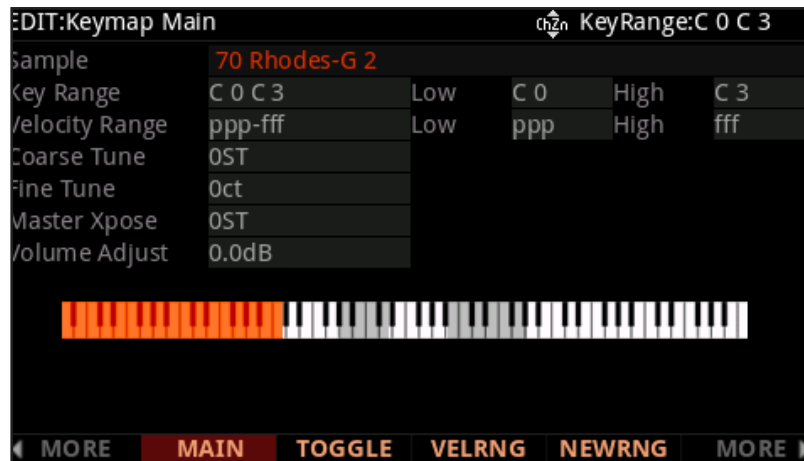 EDIT:Keymap Main ChZn KeyRange:C 0 C 3
Sample 70 Rhodes-G 2
Key Range C 0 C 3 Low C 0 High C 3
Velocity Range ppp-fff Low ppp High fff
Coarse Tune 0ST
Fine Tune 0ct
Master Xpose 0ST
Volume Adjust 0.0dB
MORE MAIN TOGGLE VELRNG NEWRNG MORE